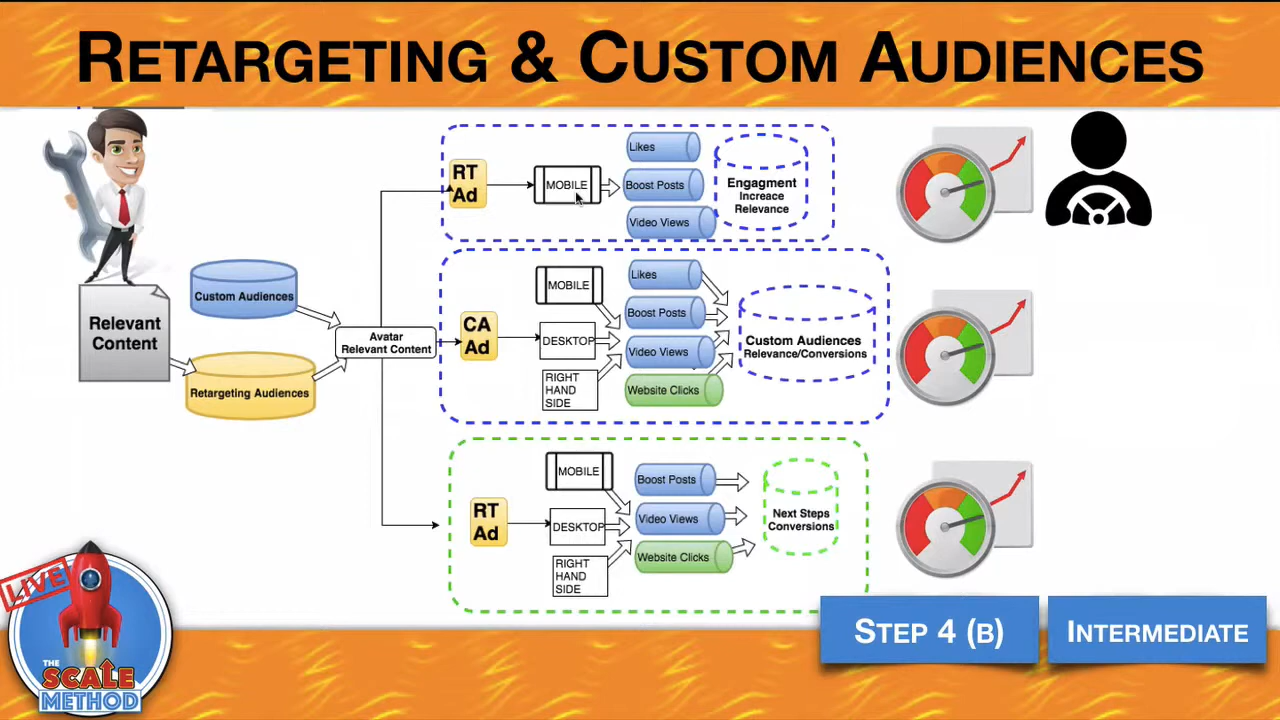 RETARGETING & CUSTOM AUDIENCES
Relevant
Content
Custom Audiences
Retargeting Audiences
Avatar
Relevant Content
RT
Ad
MOBILE
Likes
Boost Posts
Video Views
Engagment
Increace
Relevance
CA
Ad
MOBILE
DESKTOP
RIGHT
HAND
SIDE
Likes
Boost Posts
Video Views
Website Clicks
Custom Audiences
Relevance/Conversions
RT
Ad
MOBILE
DESKTOP
RIGHT
HAND
SIDE
Boost Posts
Video Views
Website Clicks
Next Steps
Conversions
LIVE
THE
SCALE
METHOD
STEP 4 (B)
INTERMEDIATE